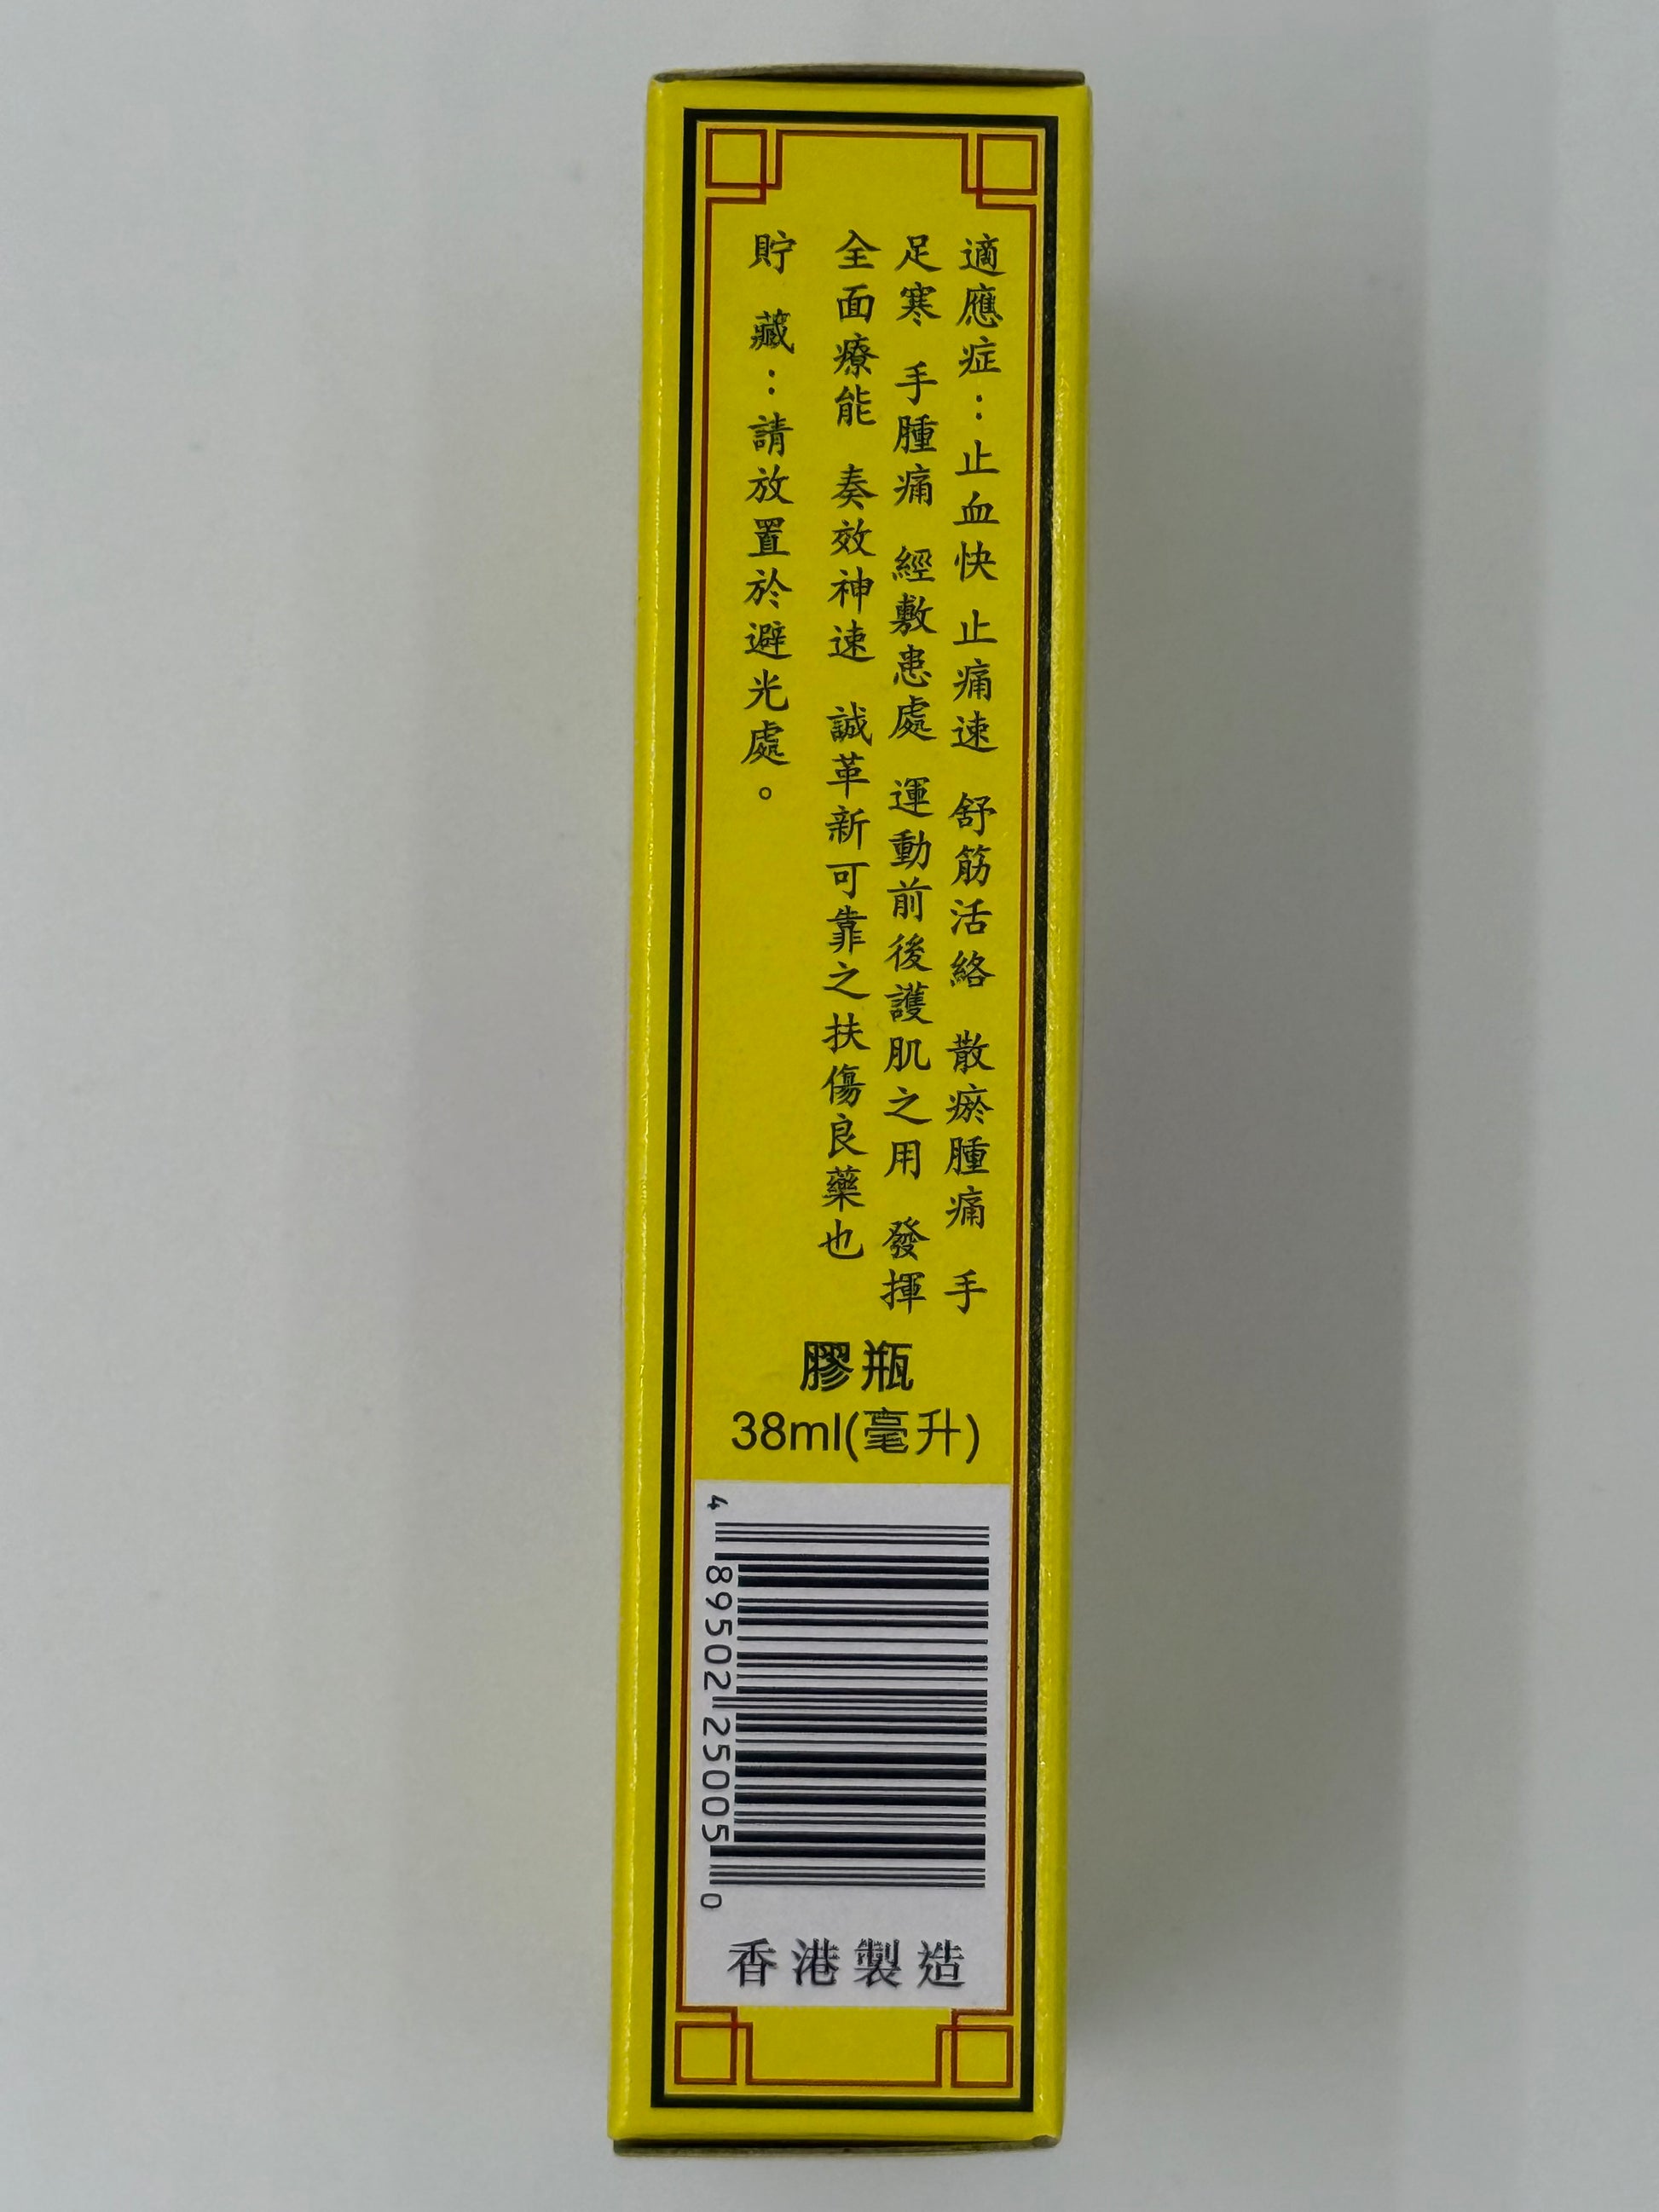 適應症：止血快 止痛速 舒筋活絡 散瘀腫痛 手
足寒 手腫痛 經敷患處 運動前後護肌之用 發揮
全面療能 奏效神速 誠革新可靠之扶傷良藥也
貯 藏：請放置於避光處。
膠瓶
38ml(毫升)
4 895022 250050
香港製造